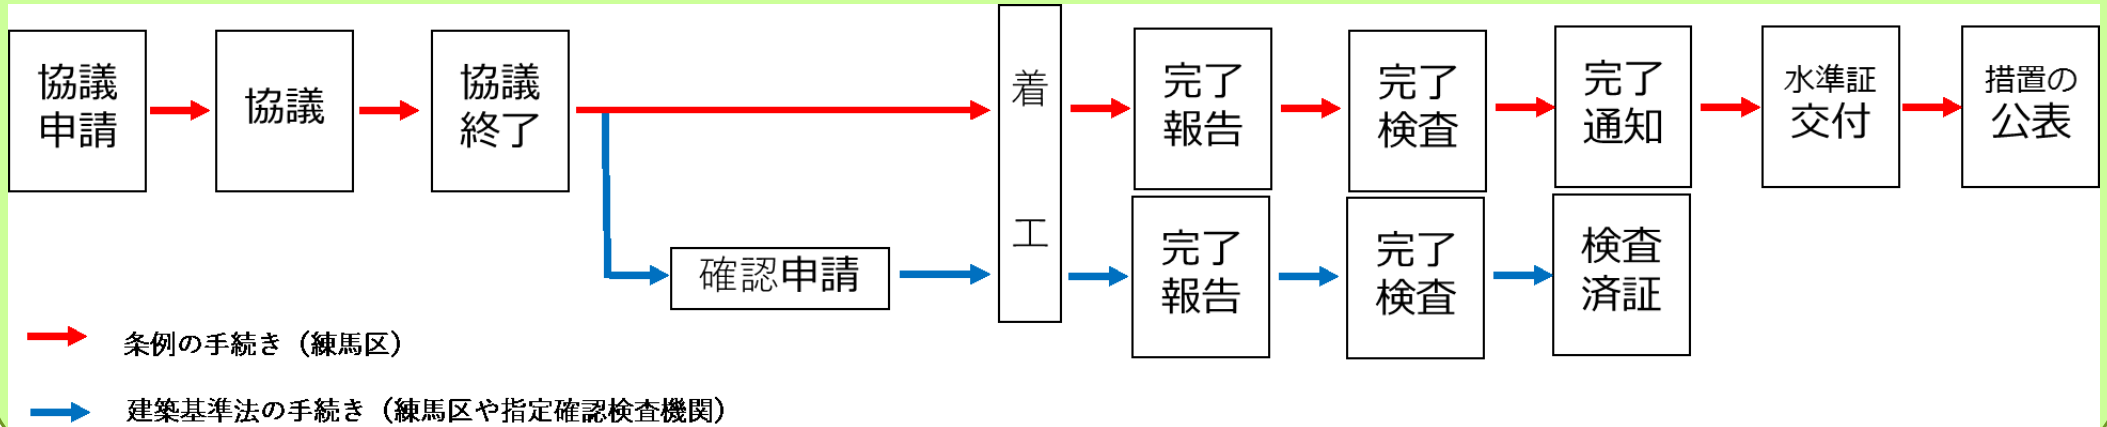 協議
申請
協議
協議
終了
着
工
完了
報告
完了
検査
完了
通知
水準証
交付
措置の
公表
確認申請
完了
報告
完了
検査
検査
済証
条例の手続き（練馬区）
建築基準法の手続き（練馬区や指定確認検査機関）